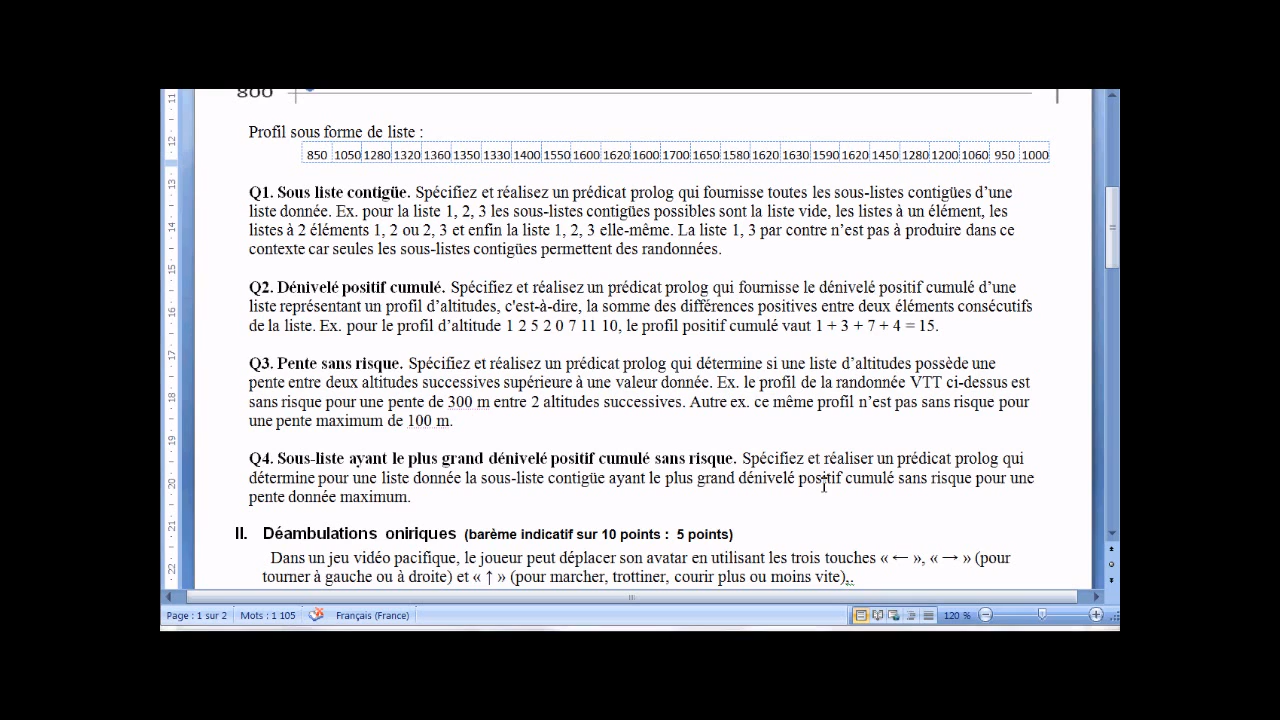 800
11
12
13
14
15
16
17
18
19
20
21
22
Profil sous forme de liste :
850 1050 1280 1320 1360 1350 1330 1400 1550 1600 1620 1600 1700 1650 1580 1620 1630 1590 1620 1450 1280 1200 1060 950 1000
Q1. Sous liste contigüe. Spécifiez et réalisez un prédicat prolog qui fournisse toutes les sous-listes contigües d’une
liste donnée. Ex. pour la liste 1, 2, 3 les sous-listes contigües possibles sont la liste vide, les listes à un élément, les
listes à 2 éléments 1, 2 ou 2, 3 et enfin la liste 1, 2, 3 elle-même. La liste 1, 3 par contre n’est pas à produire dans ce
contexte car seules les sous-listes contigües permettent des randonnées.
Q2. Dénivelé positif cumulé. Spécifiez et réalisez un prédicat prolog qui fournisse le dénivelé positif cumulé d’une
liste représentant un profil d’altitudes, c'est-à-dire, la somme des différences positives entre deux éléments consécutifs
de la liste. Ex. pour le profil d’altitude 1 2 5 2 0 7 11 10, le profil positif cumulé vaut 1 + 3 + 7 + 4 = 15.
Q3. Pente sans risque. Spécifiez et réalisez un prédicat prolog qui détermine si une liste d’altitudes possède une
pente entre deux altitudes successives supérieure à une valeur donnée. Ex. le profil de la randonnée VTT ci-dessus est
sans risque pour une pente de 300 m entre 2 altitudes successives. Autre ex. ce même profil n’est pas sans risque pour
une pente maximum de 100 m.
Q4. Sous-liste ayant le plus grand dénivelé positif cumulé sans risque. Spécifiez et réaliser un prédicat prolog qui
détermine pour une liste donnée la sous-liste contigüe ayant le plus grand dénivelé positif cumulé sans risque pour une
pente donnée maximum.
II. Déambulations oniriques (barème indicatif sur 10 points : 5 points)
Dans un jeu vidéo pacifique, le joueur peut déplacer son avatar en utilisant les trois touches « ← », « → » (pour
tourner à gauche ou à droite) et « ↑ » (pour marcher, trottiner, courir plus ou moins vite)..
Page : 1 sur 2 Mots : 1 105 Français (France) 120 %